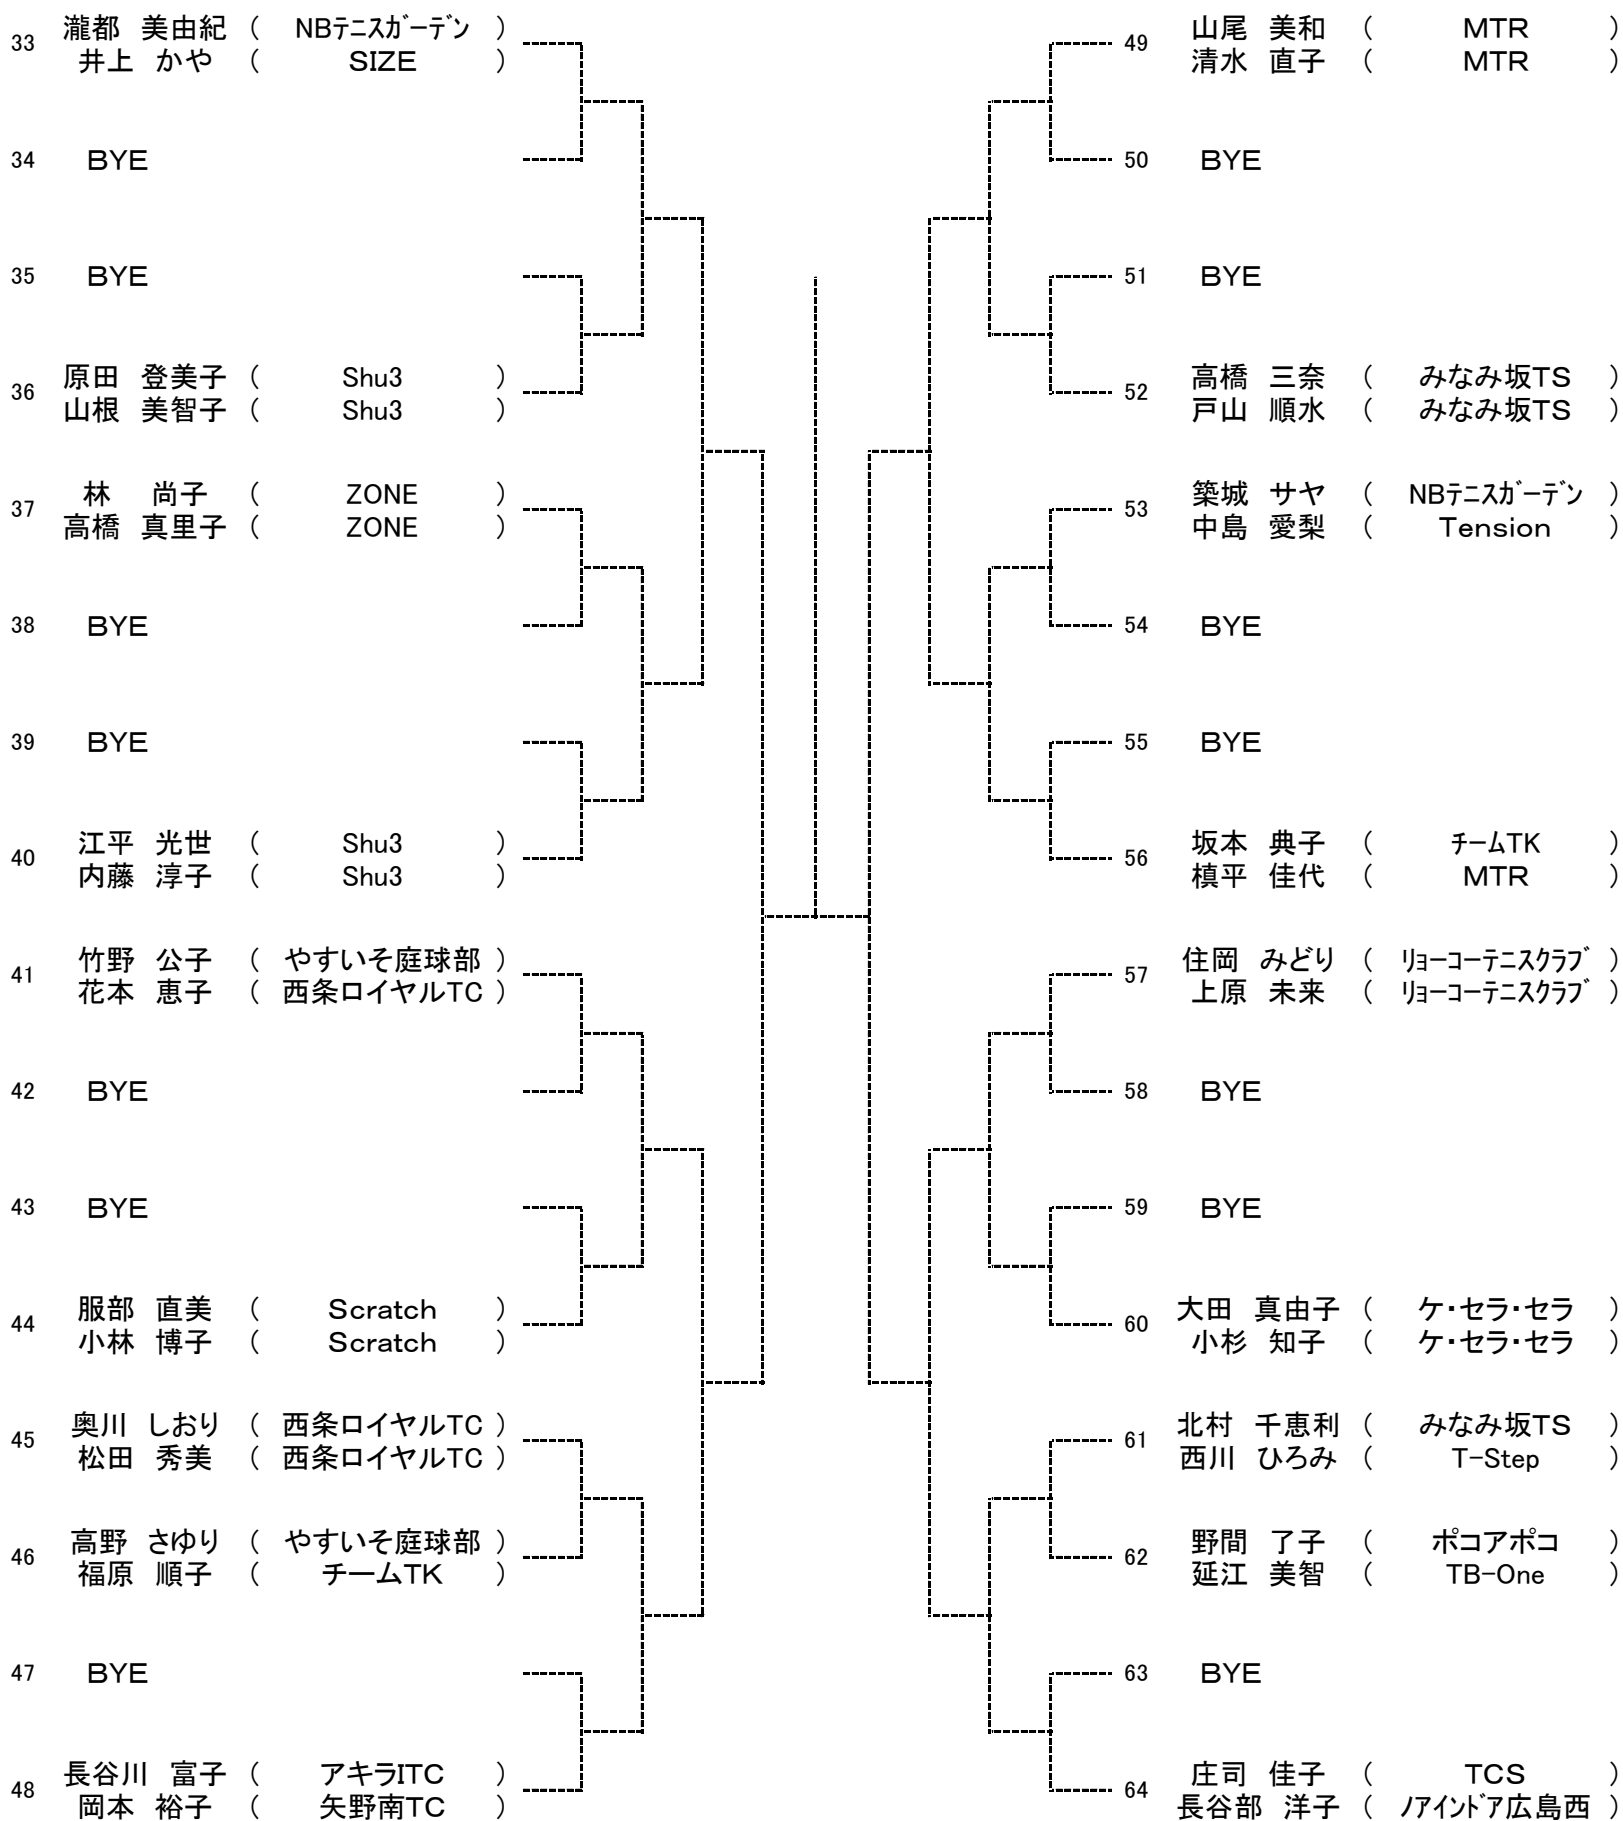 33 瀧都 美由紀 ( NBﾃﾆｽｶﾞｰﾃﾞﾝ )
井上 かや ( SIZE )
34 BYE
35 BYE
36 原田 登美子 ( Shu3 )
山根 美智子 ( Shu3 )
37 林 尚子 ( ZONE )
高橋 真里子 ( ZONE )
38 BYE
39 BYE
40 江平 光世 ( Shu3 )
内藤 淳子 ( Shu3 )
41 竹野 公子 ( やすいそ庭球部 )
花本 恵子 ( 西条ロイヤルTC )
42 BYE
43 BYE
44 服部 直美 ( Scratch )
小林 博子 ( Scratch )
45 奥川 しおり ( 西条ロイヤルTC )
松田 秀美 ( 西条ロイヤルTC )
46 高野 さゆり ( やすいそ庭球部 )
福原 順子 ( チームTK )
47 BYE
48 長谷川 富子 ( アキラITC )
岡本 裕子 ( 矢野南TC )
49 山尾 美和 ( MTR )
清水 直子 ( MTR )
50 BYE
51 BYE
52 高橋 三奈 ( みなみ坂TS )
戸山 順水 ( みなみ坂TS )
53 築城 サヤ ( NBﾃﾆｽｶﾞｰﾃﾞﾝ )
中島 愛梨 ( Tension )
54 BYE
55 BYE
56 坂本 典子 ( ﾁｰﾑTK )
槙平 佳代 ( MTR )
57 住岡 みどり ( ﾘｮｰｺｰﾃﾆｽｸﾗﾌﾞ )
上原 未来 ( ﾘｮｰｺｰﾃﾆｽｸﾗﾌﾞ )
58 BYE
59 BYE
60 大田 真由子 ( ケ・セラ・セラ )
小杉 知子 ( ケ・セラ・セラ )
61 北村 千恵利 ( みなみ坂TS )
西川 ひろみ ( T-Step )
62 野間 了子 ( ポコアポコ )
延江 美智 ( TB-One )
63 BYE
64 庄司 佳子 ( TCS )
長谷部 洋子 ( ﾉｱｲﾝﾄﾞｱ広島西 )